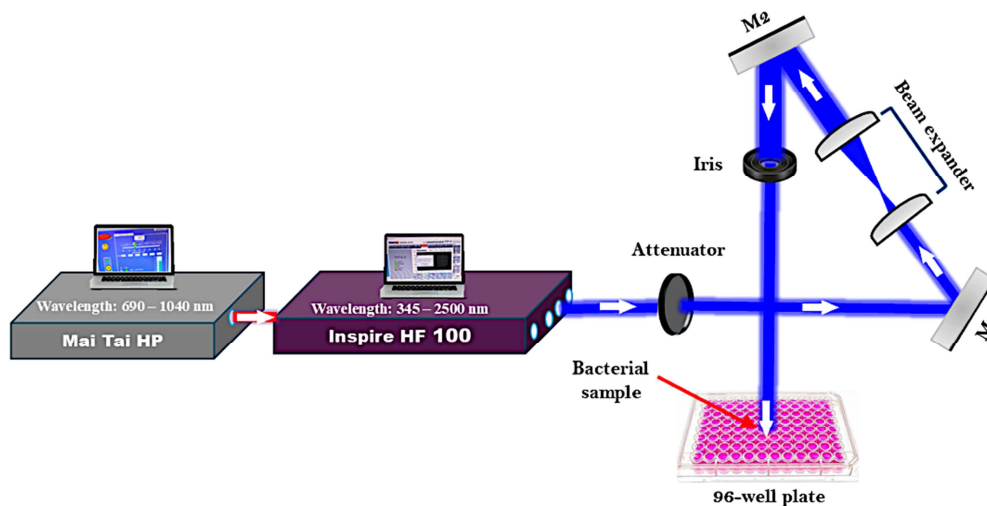 M2
Beam expander
Iris
Attenuator
Wavelength: 690 – 1040 nm
Mai Tai HP
Wavelength: 345 – 2500 nm
Inspire HF 100
M
Bacterial
sample
96-well plate